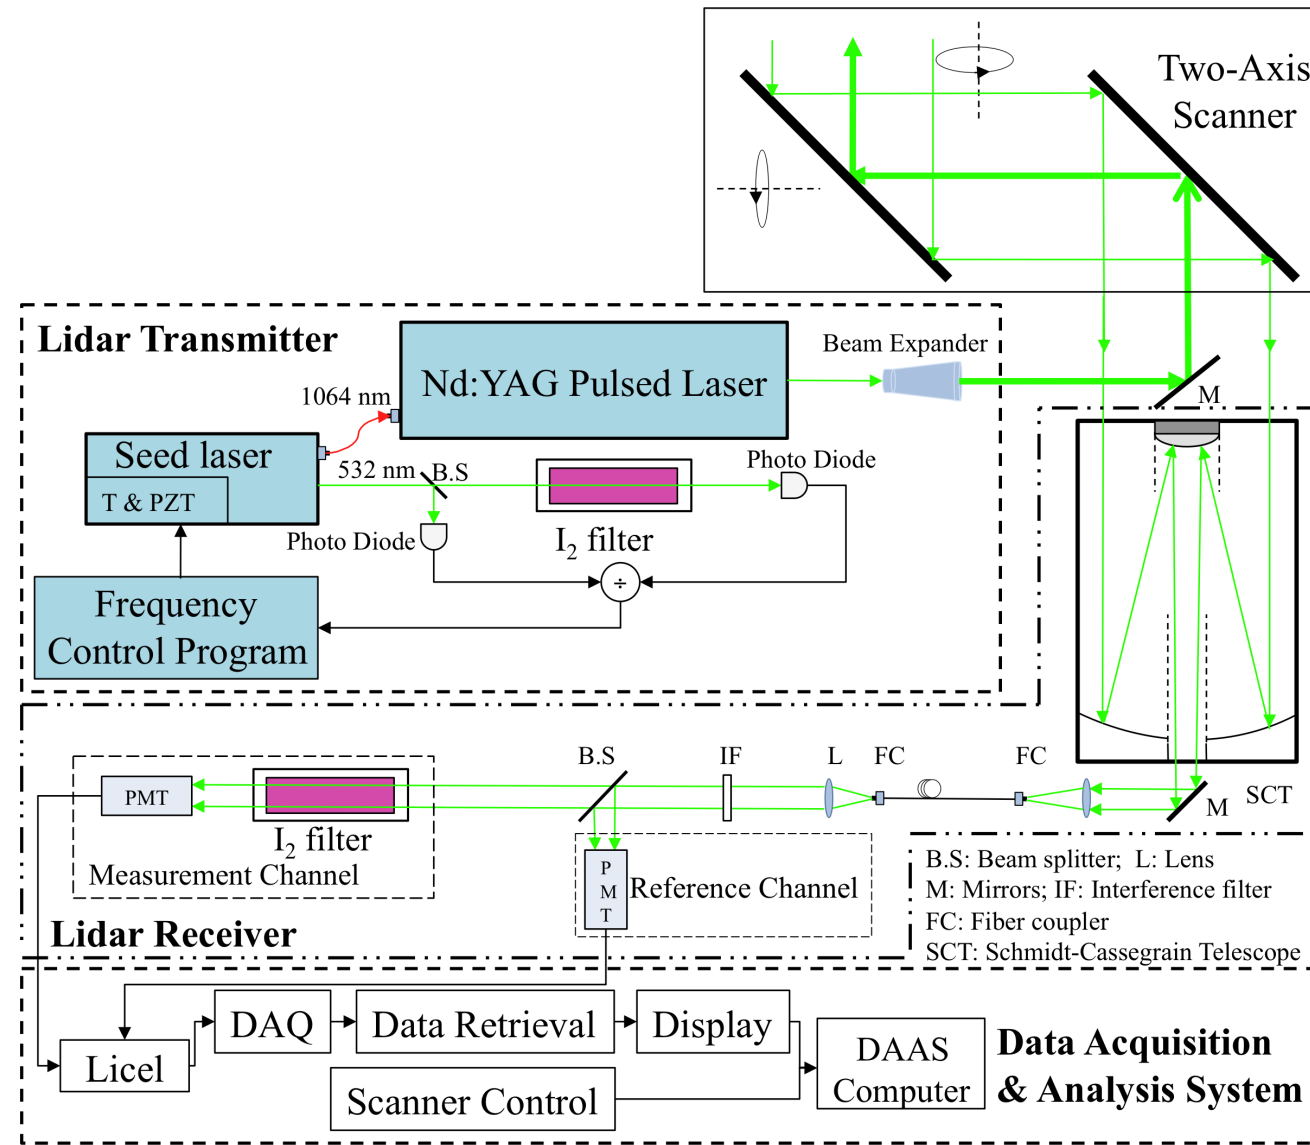 Two-Axis
Scanner
Lidar Transmitter
Nd:YAG Pulsed Laser
Beam Expander
M
1064 nm
Seed laser
T & PZT
532 nm
B.S
Photo Diode
Photo Diode
I₂ filter
÷
Frequency
Control Program
B.S
IF
L
FC
FC
M
SCT
PMT
I₂ filter
Measurement Channel
P
M
T
Reference Channel
Lidar Receiver
B.S: Beam splitter; L: Lens
M: Mirrors; IF: Interference filter
FC: Fiber coupler
SCT: Schmidt-Cassegrain Telescope
Licel
DAQ
Data Retrieval
Display
Scanner Control
DAAS
Computer
Data Acquisition
& Analysis System